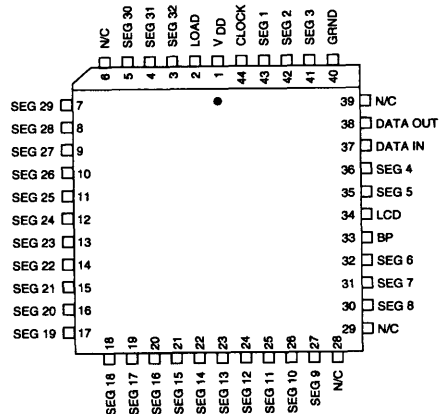 N/C SEG 30 SEG 31 SEG 32 LOAD V DD CLOCK SEG 1 SEG 2 SEG 3 GRND
6 5 4 3 2 1 44 43 42 41 40
SEG 29 7
SEG 28 8
SEG 27 9
SEG 26 10
SEG 25 11
SEG 24 12
SEG 23 13
SEG 22 14
SEG 21 15
SEG 20 16
SEG 19 17
39 N/C
38 DATA OUT
37 DATA IN
36 SEG 4
35 SEG 5
34 LCD
33 BP
32 SEG 6
31 SEG 7
30 SEG 8
29 N/C
18 19 20 21 22 23 24 25 26 27 28
SEG 18 SEG 17 SEG 16 SEG 15 SEG 14 SEG 13 SEG 12 SEG 11 SEG 10 SEG 9 N/C